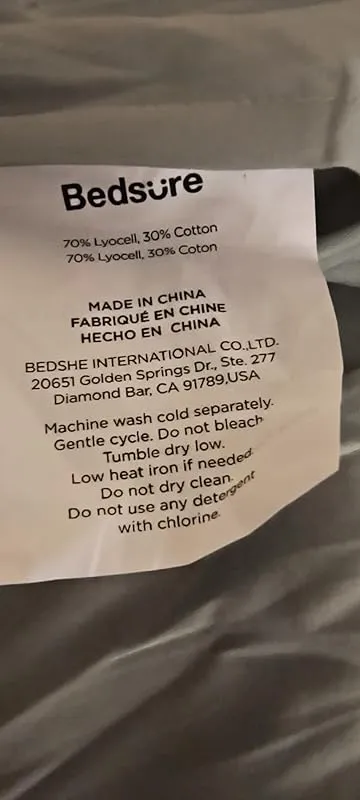 Bedsüre
70% Lyocell, 30% Cotton
70% Lyocell, 30% Coton
MADE IN CHINA
FABRIQUÉ EN CHINE
HECHO EN CHINA
BEDSHE INTERNATIONAL CO.,LTD.
20651 Golden Springs Dr., Ste. 277
Diamond Bar, CA 91789,USA
Machine wash cold separately.
Gentle cycle. Do not bleach
Tumble dry low.
Low heat iron if needed.
Do not dry clean.
Do not use any detergent
with chlorine.